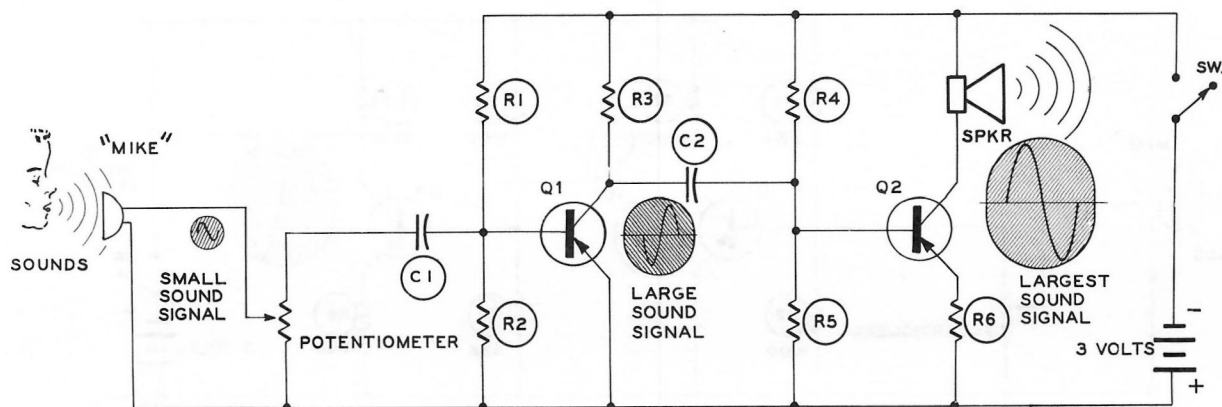 "MIKE"
SOUNDS
SMALL
SOUND
SIGNAL
POTENTIOMETER
C1
R1
R2
Q1
R3
C2
LARGE
SOUND
SIGNAL
R4
R5
Q2
R6
SPKR
LARGEST
SOUND
SIGNAL
3 VOLTS
-
+